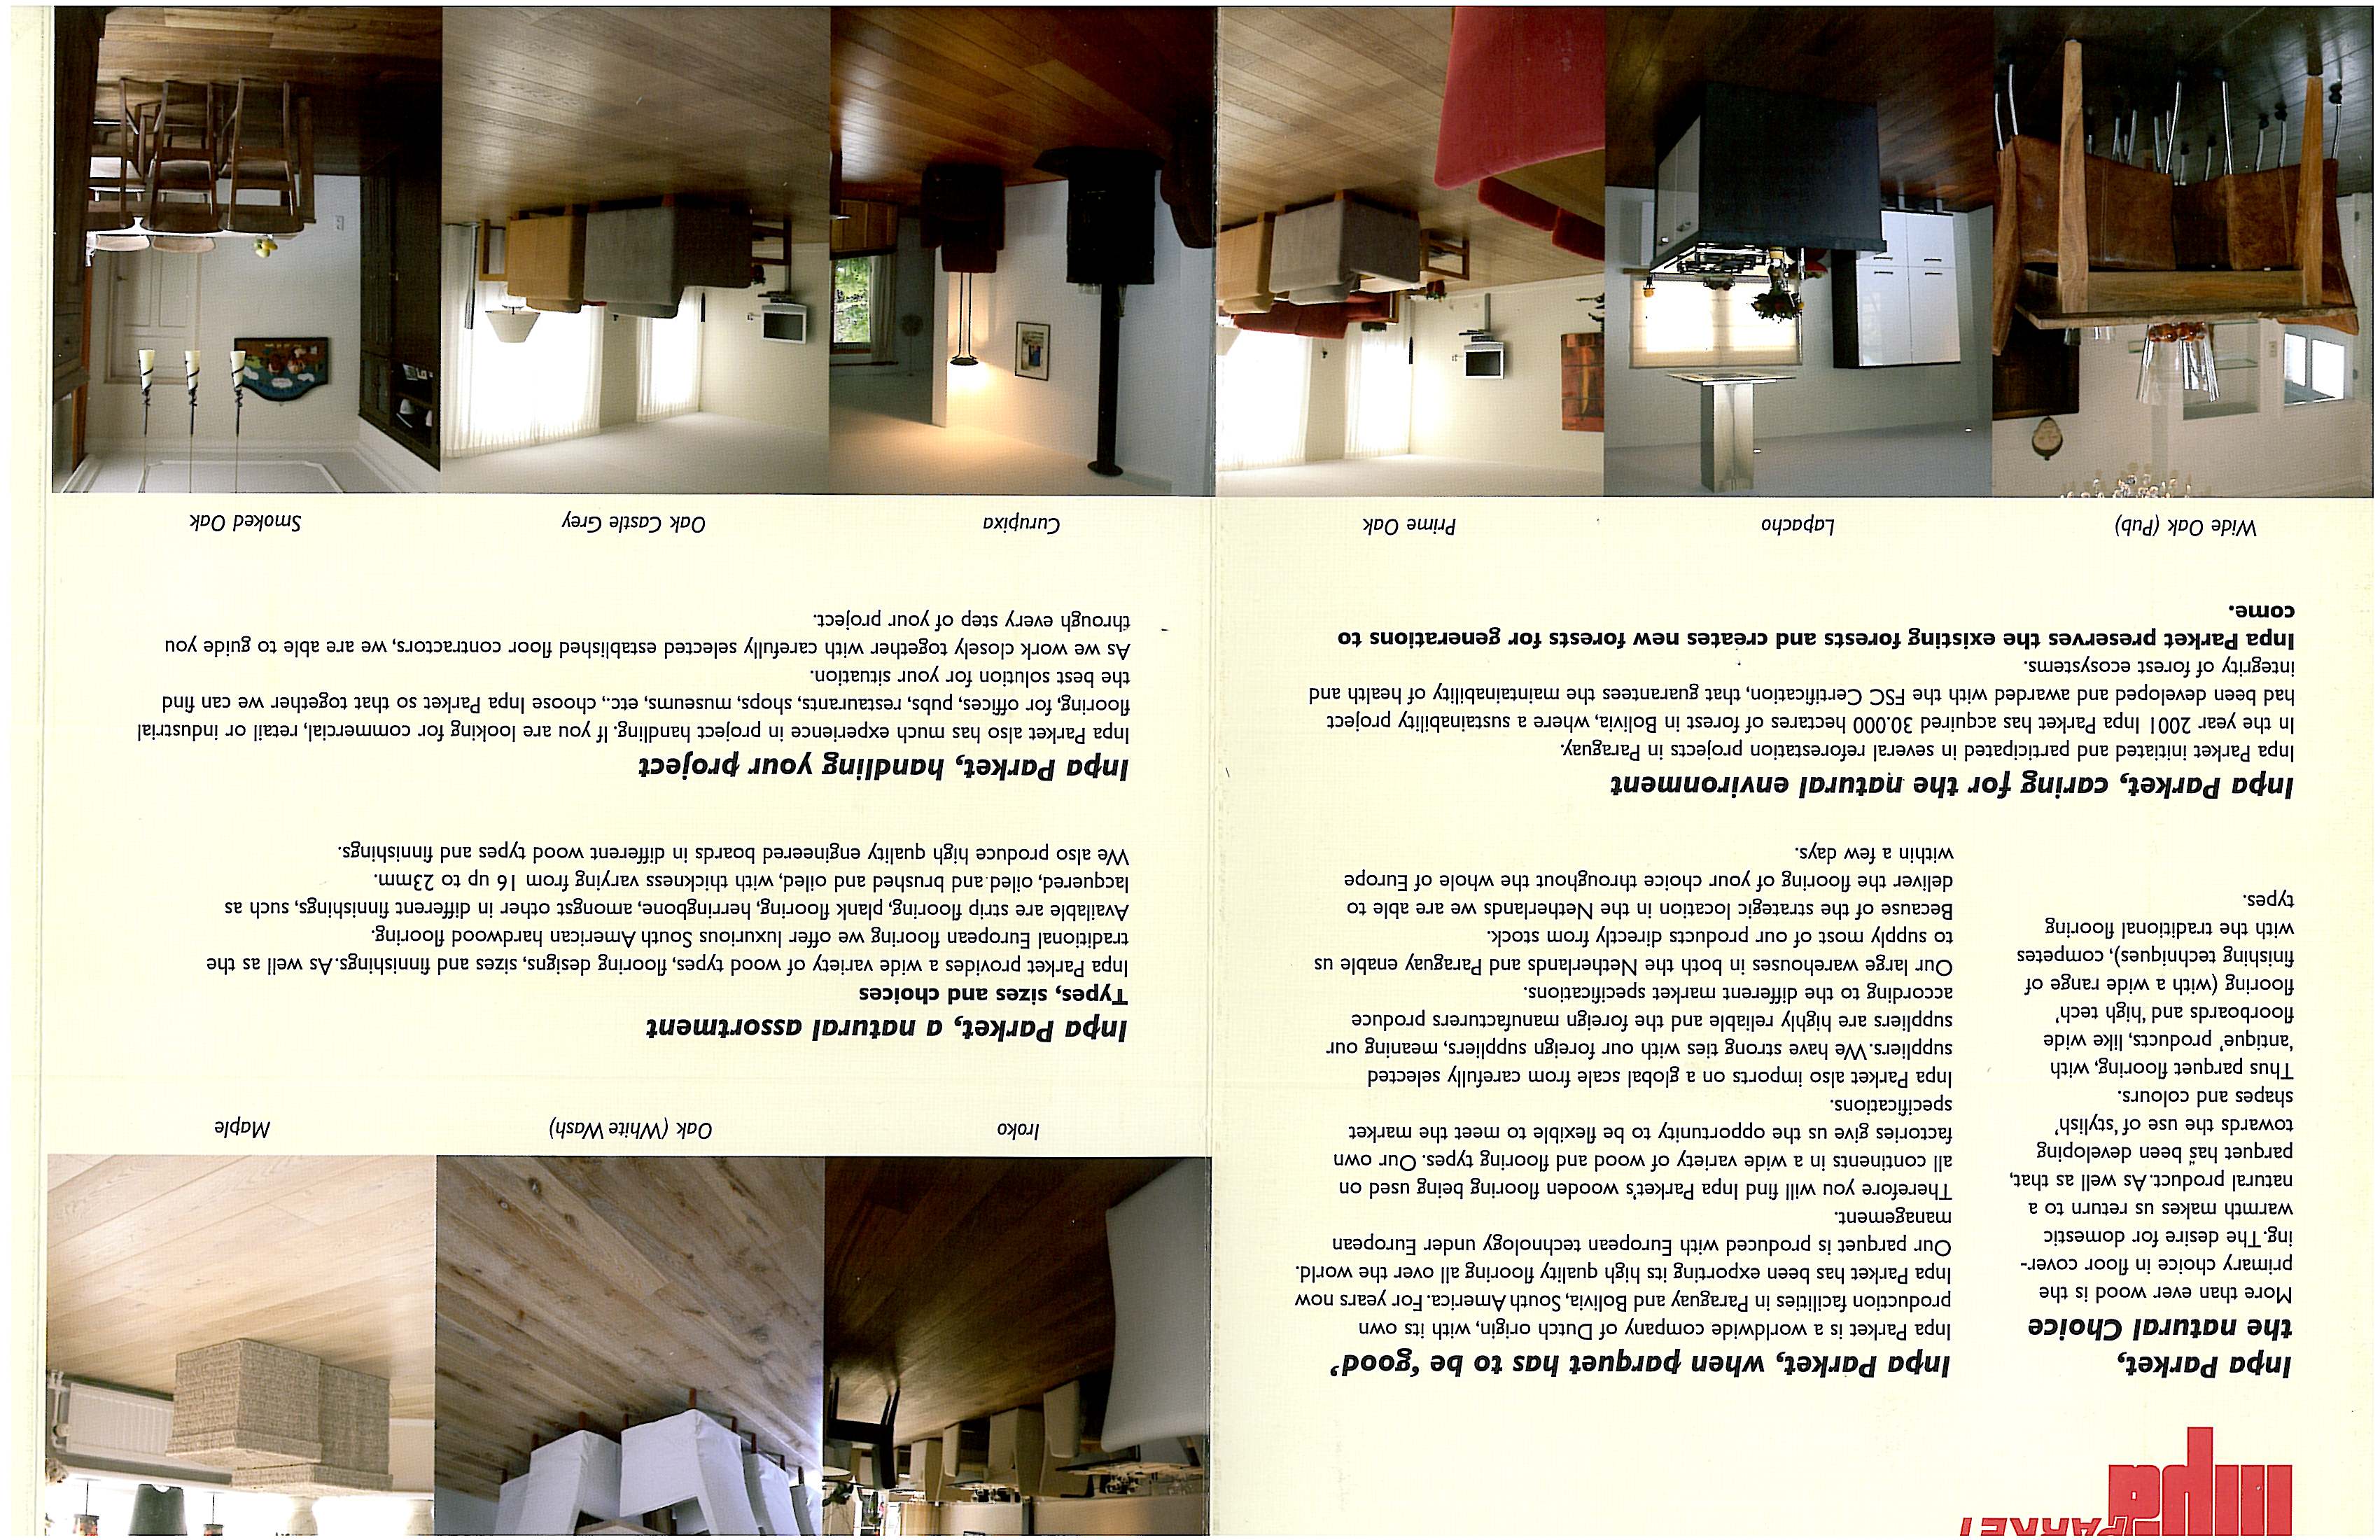 inpa
PARKET
Inpa Parket,
the natural Choice
More than ever wood is the
primary choice in floor cover-
ing. The desire for domestic
warmth makes us return to a
natural product. As well as that,
parquet has been developing
towards the use of 'stylish'
shapes and colours.
Thus parquet flooring, with
'antique' products, like wide
floorboards and 'high tech'
flooring (with a wide range of
finishing techniques), competes
with the traditional flooring
types.
Inpa Parket, when parquet has to be 'good'
Inpa Parket is a worldwide company of Dutch origin, with its own
production facilities in Paraguay and Bolivia, South America. For years now
Inpa Parket has been exporting its high quality flooring all over the world.
Our parquet is produced with European technology under European
management.
Therefore you will find Inpa Parket's wooden flooring being used on
all continents in a wide variety of wood and flooring types. Our own
factories give us the opportunity to be flexible to meet the market
specifications.
Inpa Parket also imports on a global scale from carefully selected
suppliers. We have strong ties with our foreign suppliers, meaning our
suppliers are highly reliable and the foreign manufacturers produce
according to the different market specifications.
Our large warehouses in both the Netherlands and Paraguay enable us
to supply most of our products directly from stock.
Because of the strategic location in the Netherlands we are able to
deliver the flooring of your choice throughout the whole of Europe
within a few days.
Inpa Parket, caring for the natural environment
Inpa Parket initiated and participated in several reforestation projects in Paraguay.
In the year 2001 Inpa Parket has acquired 30.000 hectares of forest in Bolivia, where a sustainability project
had been developed and awarded with the FSC Certification, that guarantees the maintainability of health and
integrity of forest ecosystems.
Inpa Parket preserves the existing forests and creates new forests for generations to
come.
Wide Oak (Pub)
Lapacho
Prime Oak
Iroko
Oak (White Wash)
Maple
Inpa Parket, a natural assortment
Types, sizes and choices
Inpa Parket provides a wide variety of wood types, flooring designs, sizes and finnishings. As well as the
traditional European flooring we offer luxurious South American hardwood flooring.
Available are strip flooring, plank flooring, herringbone, amongst other in different finnishings, such as
lacquered, oiled and brushed and oiled, with thickness varying from 16 up to 23mm.
We also produce high quality engineered boards in different wood types and finnishings.
Inpa Parket, handling your project
Inpa Parket also has much experience in project handling. If you are looking for commercial, retail or industrial
flooring, for offices, pubs, restaurants, shops, museums, etc., choose Inpa Parket so that together we can find
the best solution for your situation.
As we work closely together with carefully selected established floor contractors, we are able to guide you
through every step of your project.
Curupixa
Oak Castle Grey
Smoked Oak